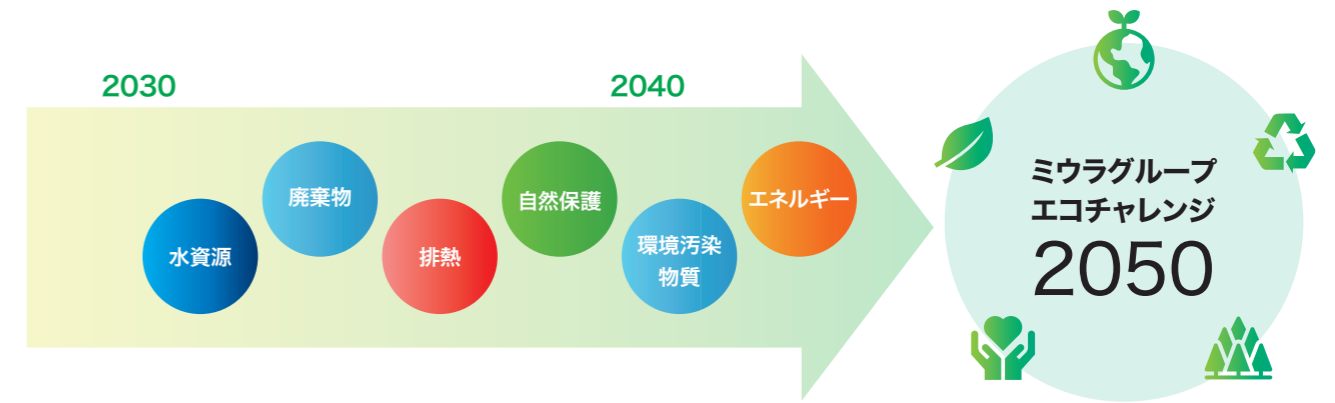 2030
2040
水資源
廃棄物
排熱
自然保護
環境汚染
物質
エネルギー
ミウラグループ
エコチャレンジ
2050